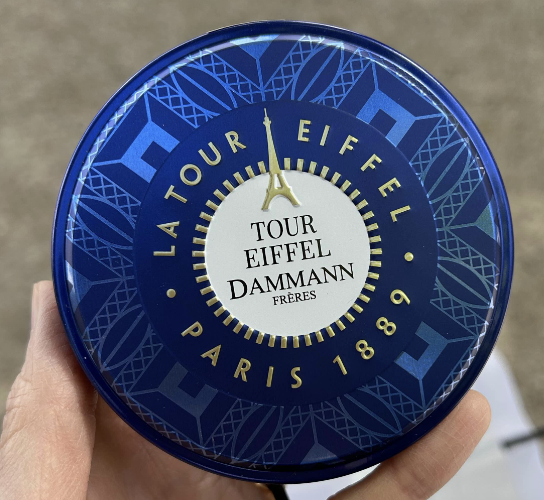 LA TOUR EIFFEL
TOUR
EIFFEL
DAMMANN
FRÈRES
PARIS 1889